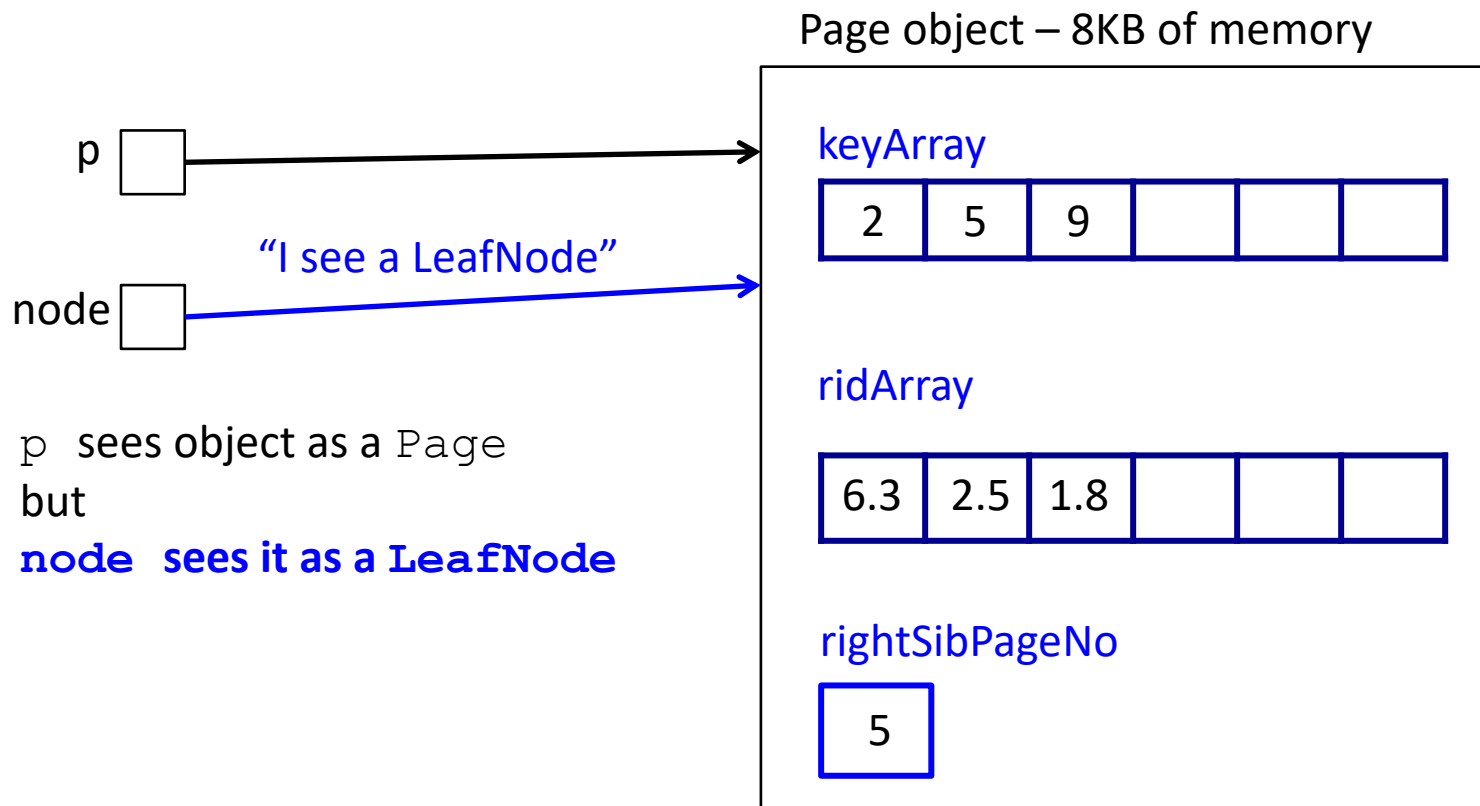 Page object – 8KB of memory
p
“I see a LeafNode”
node
p sees object as a Page
but
node sees it as a LeafNode
keyArray
2 5 9
ridArray
6.3 2.5 1.8
rightSibPageNo
5